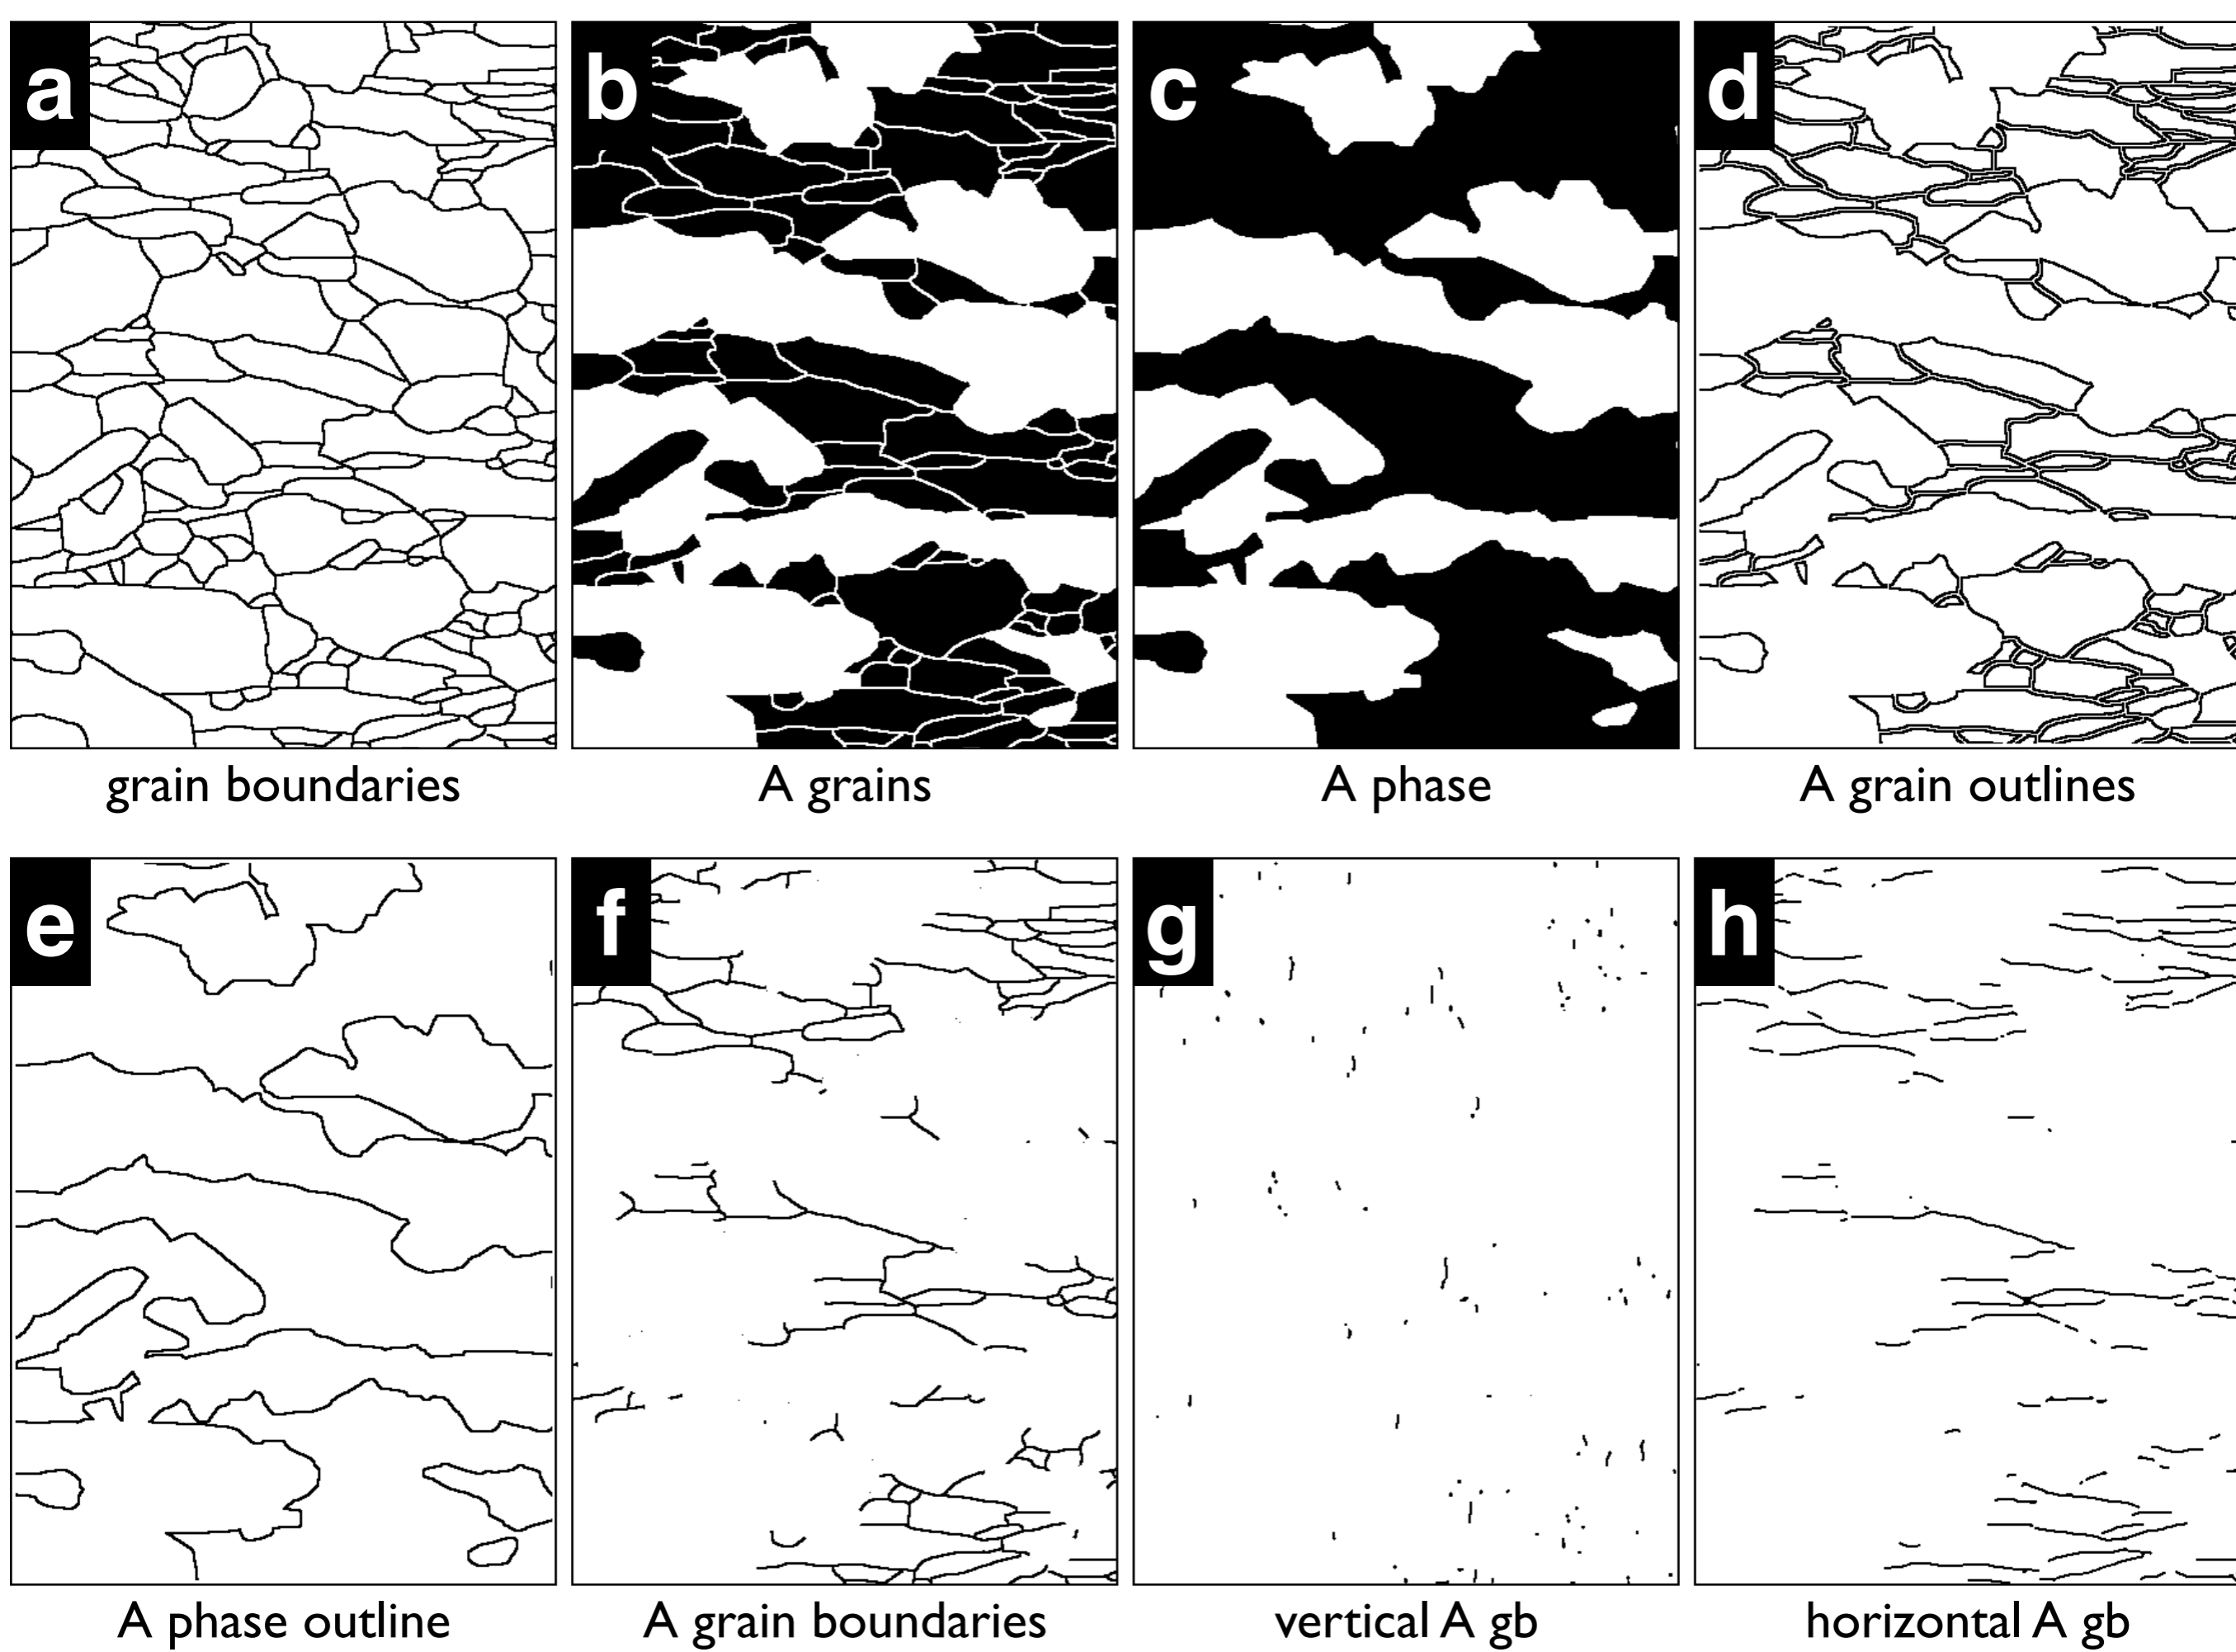 a
b
c
d
grain boundaries
A grains
A phase
A grain outlines
e
f
g
h
A phase outline
A grain boundaries
vertical A gb
horizontal A gb